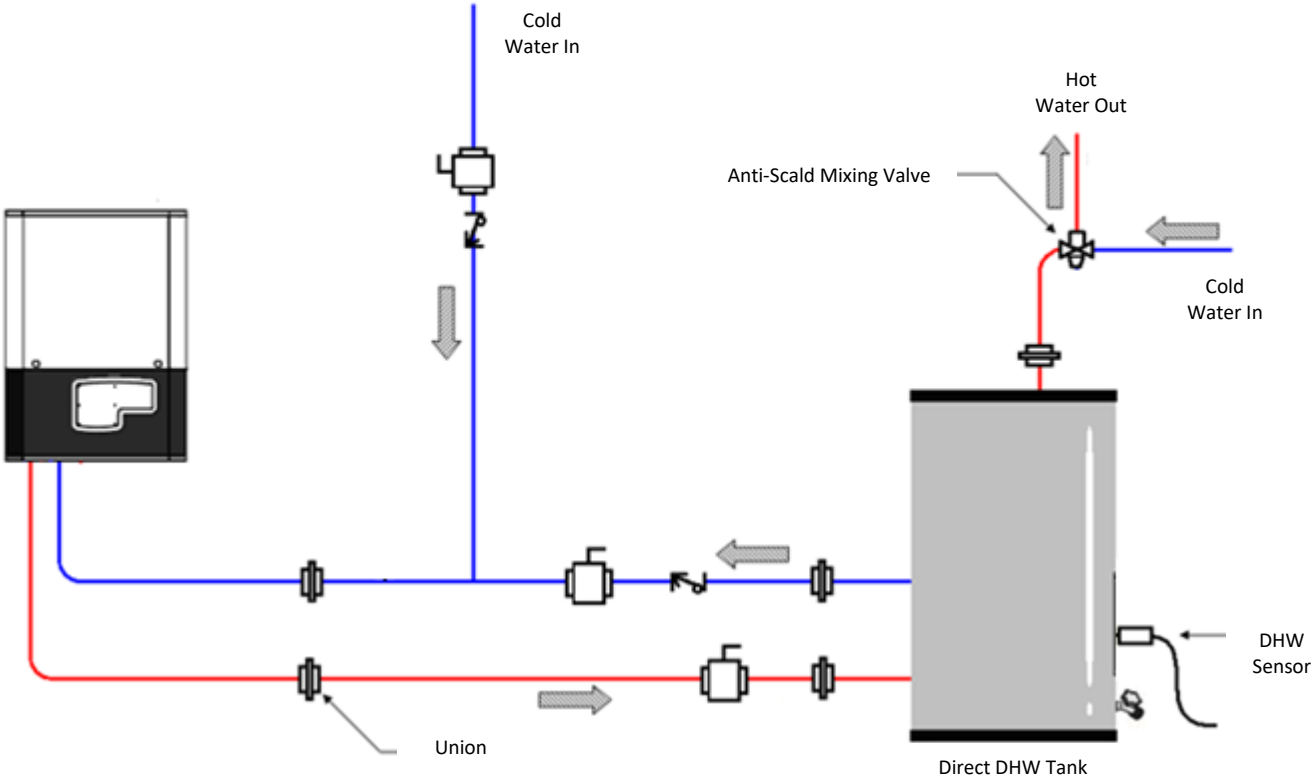 Cold
Water In
Hot
Water Out
Anti-Scald Mixing Valve
Cold
Water In
DHW
Sensor
Union
Direct DHW Tank